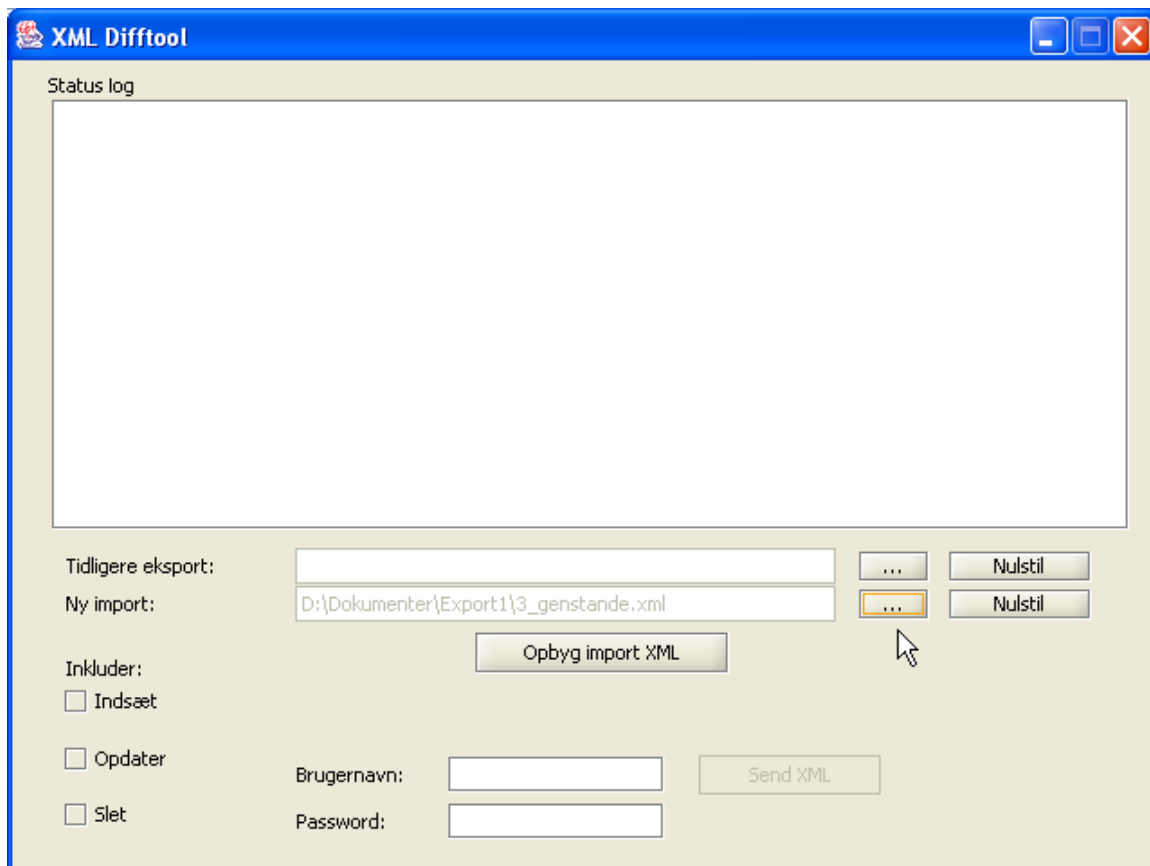 XML Difftool
Status log
Tidligere eksport: ... Nulstil
Ny import: D:\Dokumenter\Export1\3_genstande.xml ... Nulstil
Opbyg import XML
Inkluder:
Indsæt
Opdater
Brugernavn: Send XML
Slet
Password: